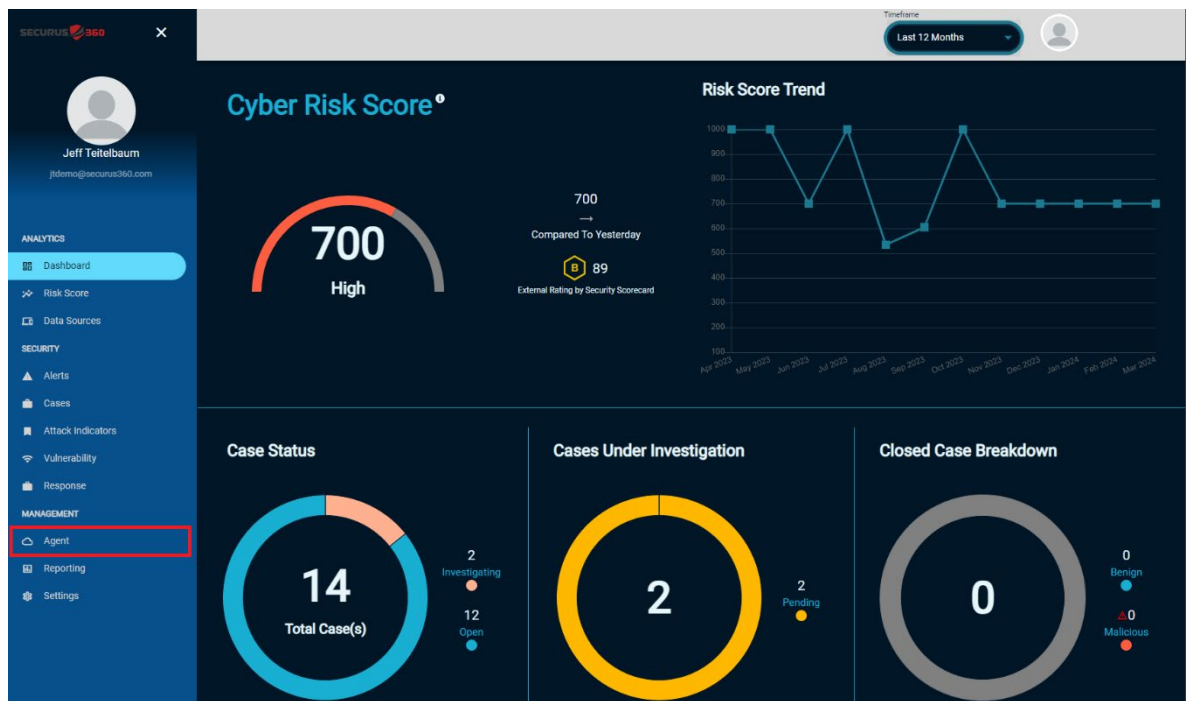 SECURUS 360
×
Jeff Teitelbaum
jtdemo@securus360.com
ANALYTICS
Dashboard
Risk Score
Data Sources
SECURITY
Alerts
Cases
Attack Indicators
Vulnerability
Response
MANAGEMENT
Agent
Reporting
Settings
Timeframe
Last 12 Months
Cyber Risk Score
700
High
700
→
Compared To Yesterday
B 89
External Rating by Security Scorecard
Risk Score Trend
1000
900
800
700
600
500
400
300
200
100
Apr 2023 May 2023 Jun 2023 Jul 2023 Aug 2023 Sep 2023 Oct 2023 Nov 2023 Dec 2023 Jan 2024 Feb 2024 Mar 2024
Case Status
14
Total Case(s)
2
Investigating
12
Open
Cases Under Investigation
2
2
Pending
Closed Case Breakdown
0
0
Benign
0
Malicious